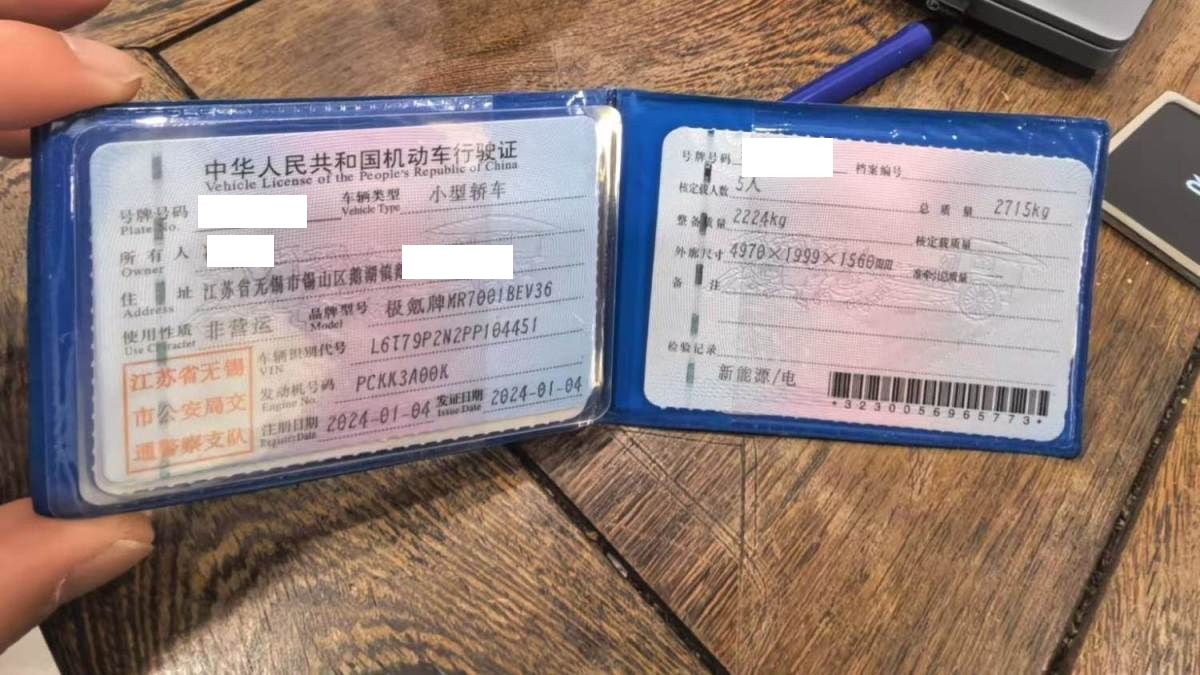 中华人民共和国机动车行驶证
Vehicle License of the People's Republic of China
号牌号码
Plate No.
车辆类型 小型轿车
Vehicle Type
所有人
Owner
住址 江苏省无锡市锡山区鹅湖镇
Address
使用性质 非营运
Use Character
品牌型号 极氪牌MR7001BEV36
Model
车辆识别代号 L6T79P2N2PP104451
VIN
发动机号码 PCKK3A00K
Engine No.
注册日期 2024-01-04
Register Date
发证日期 2024-01-04
Issue Date
江苏省无锡
市公安局交
通警察支队
号牌号码 档案编号
核定载人数 5人 总质量 2715kg
整备质量 2224kg 核定载质量
外廓尺寸 4970×1999×1560 准牵引总质量 ——
备注
检验记录
新能源/电
*3230056965773*